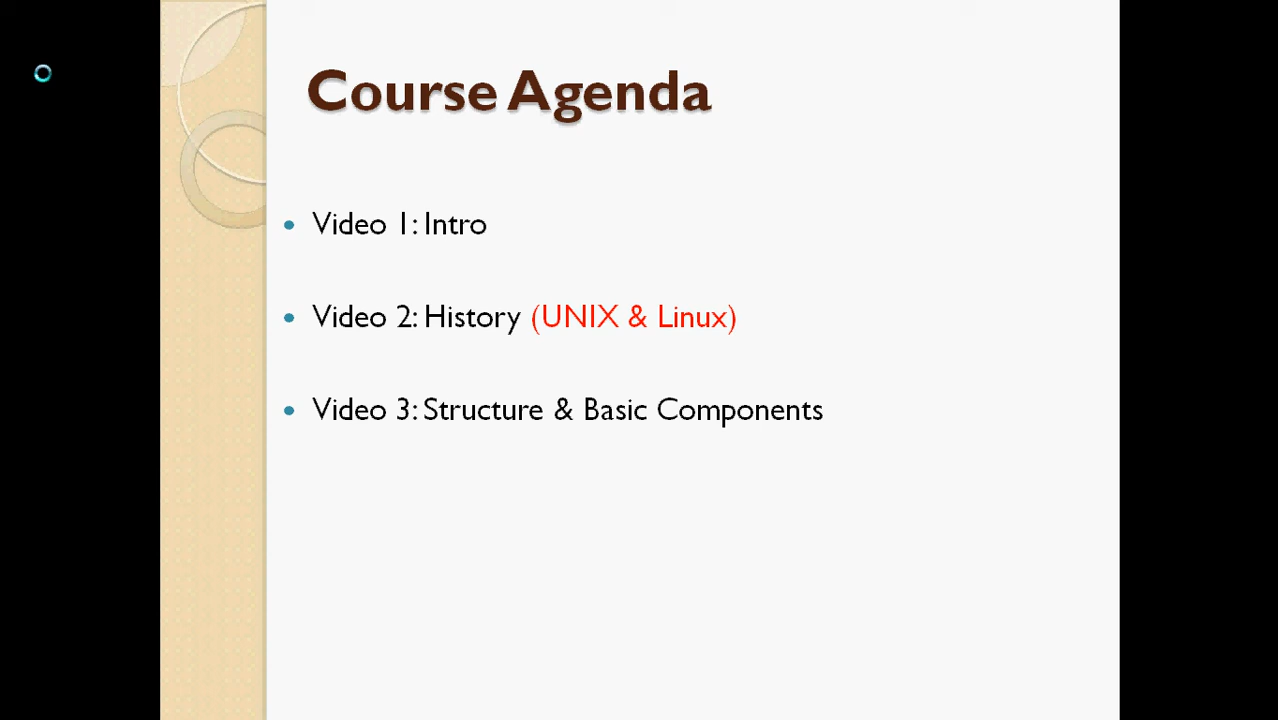 Course Agenda
• Video 1: Intro
• Video 2: History (UNIX & Linux)
• Video 3: Structure & Basic Components